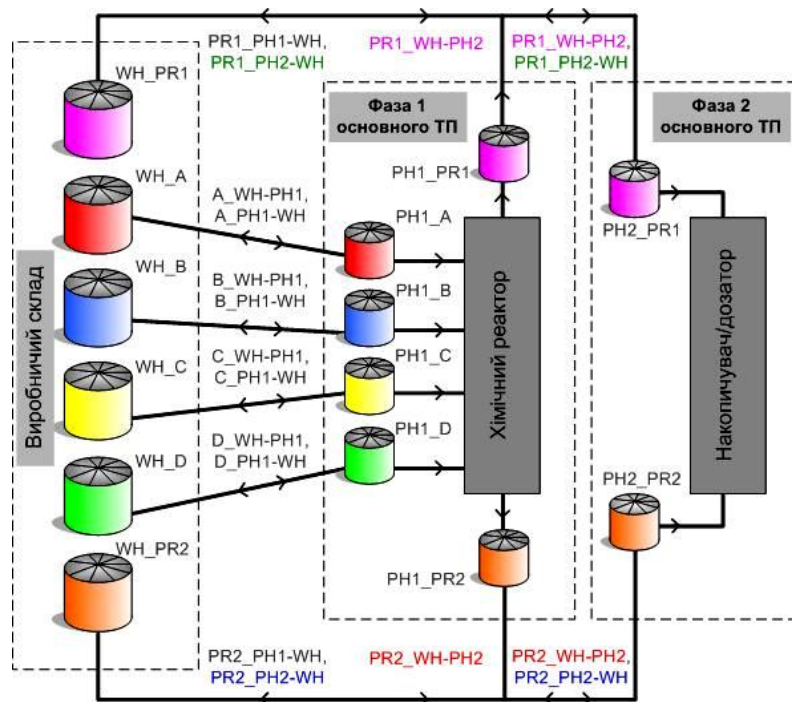 PR1_PH1-WH,
PR1_PH2-WH
PR1_WH-PH2
PR1_WH-PH2,
PR1_PH2-WH
WH_PR1
Фаза 1
основного ТП
Фаза 2
основного ТП
PH1_PR1
WH_A
A_WH-PH1,
A_PH1-WH
PH1_A
PH2_PR1
WH_B
B_WH-PH1,
B_PH1-WH
PH1_B
Виробничий склад
Хімічний реактор
Накопичувач/дозатор
WH_C
C_WH-PH1,
C_PH1-WH
PH1_C
WH_D
D_WH-PH1,
D_PH1-WH
PH1_D
PH2_PR2
WH_PR2
PH1_PR2
PR2_PH1-WH,
PR2_PH2-WH
PR2_WH-PH2
PR2_WH-PH2,
PR2_PH2-WH